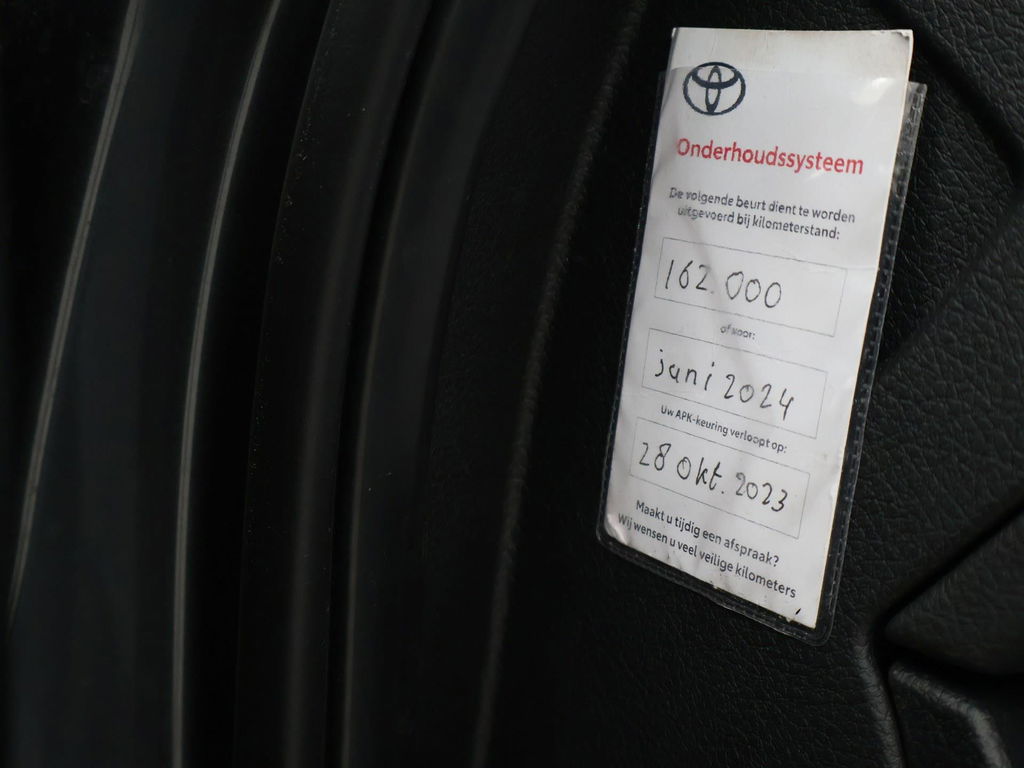 Onderhoudssysteem
De volgende beurt dient te worden
uitgevoerd bij kilometerstand:
162.000
of voor:
juni 2024
Uw APK-keuring verloopt op:
28 okt. 2023
Maakt u tijdig een afspraak?
Wij wensen u veel veilige kilometers